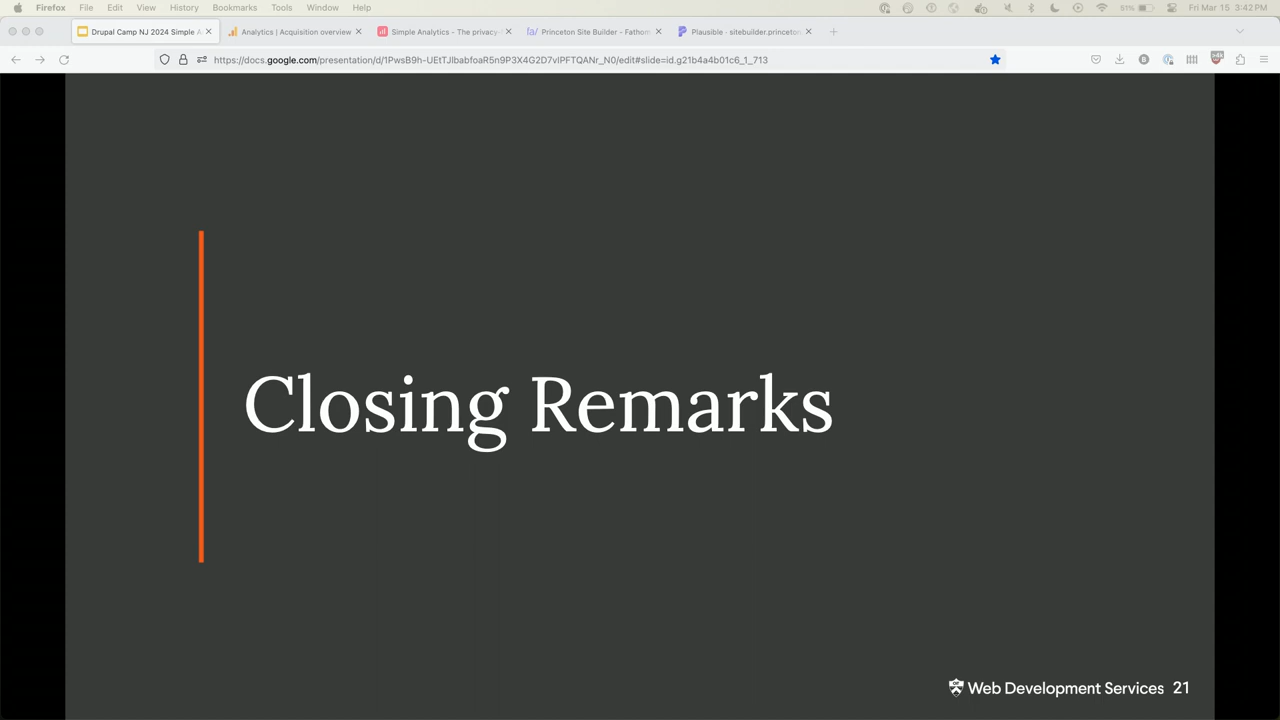 Firefox File Edit View History Bookmarks Tools Window Help 51% Fri Mar 15 3:42 PM
Drupal Camp NJ 2024 Simple A Analytics | Acquisition overview Simple Analytics - The privacy- Princeton Site Builder - Fathom Plausible · sitebuilder.princeton.
https://docs.google.com/presentation/d/1PwsB9h-UEtTJlbabfoaR5n9P3X4G2D7vIPFTQANr_N0/edit#slide=id.g21b4a4b01c6_1_713
Closing Remarks
Web Development Services 21